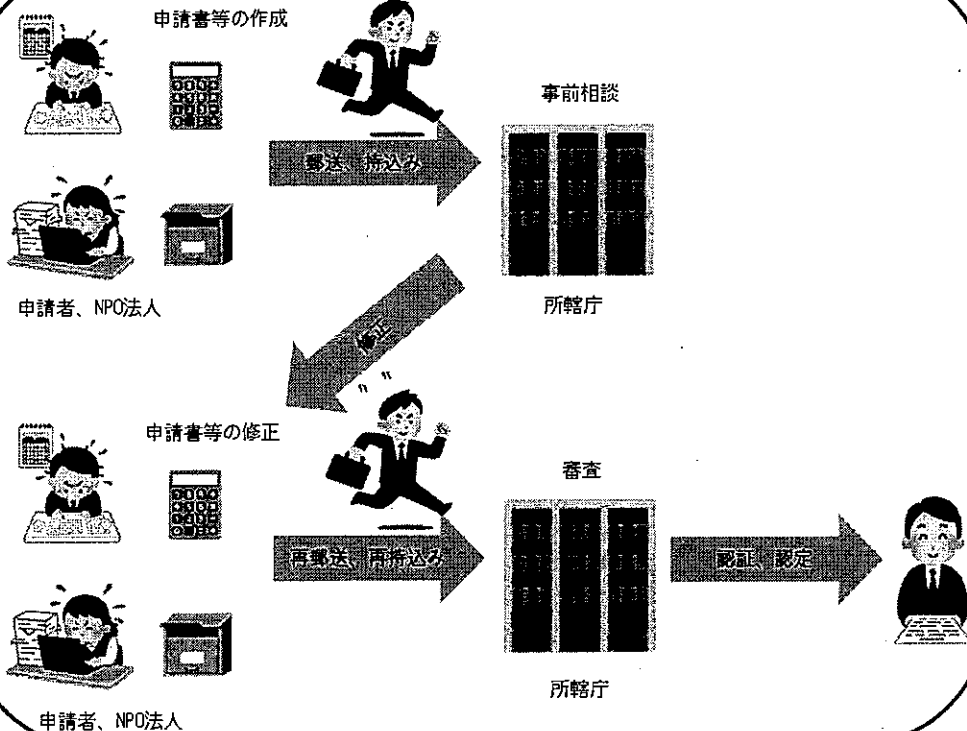 申請書等の作成
事前相談
郵送、持込み
申請者、NPO法人
所轄庁
修正
申請書等の修正
審査
再郵送、再持込み
認証、認定
所轄庁
申請者、NPO法人